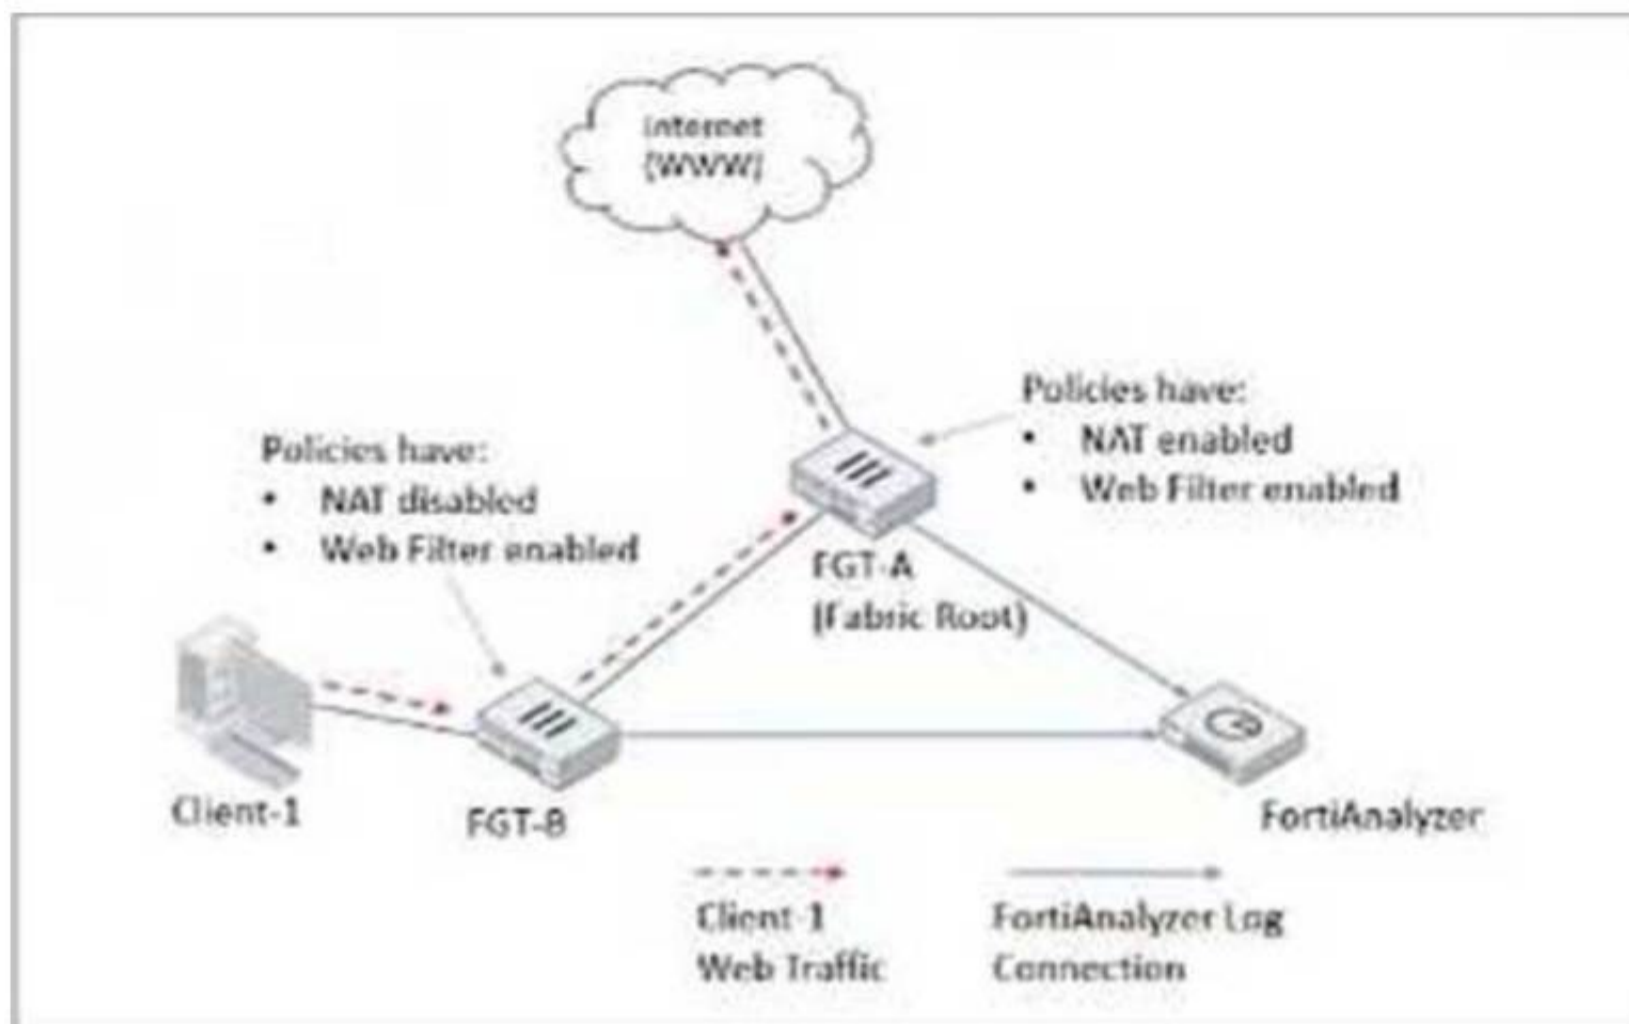 Internet
(WWW)
Policies have:
• NAT enabled
• Web Filter enabled
Policies have:
• NAT disabled
• Web Filter enabled
FGT-A
(Fabric Root)
Client-1
FGT-B
FortiAnalyzer
Client-1
Web Traffic
FortiAnalyzer Log
Connection